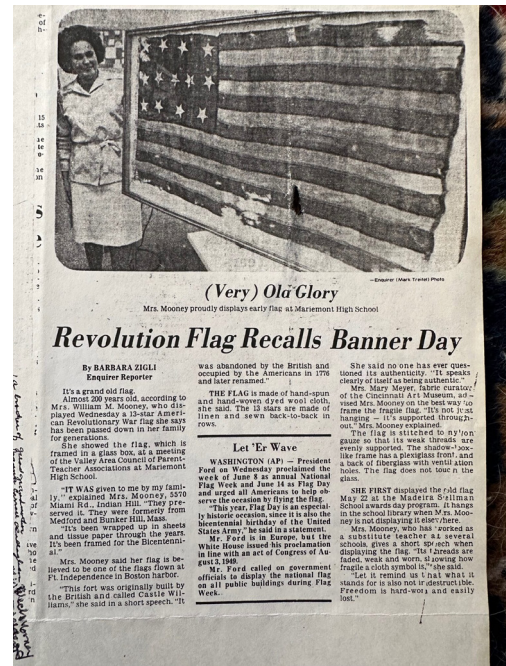 e-
of
h-
15
ts
te
o-
ne
on
—Enquirer (Mark Treitel) Photo
(Very) Old Glory
Mrs. Mooney proudly displays early flag at Mariemont High School
Revolution Flag Recalls Banner Day
By BARBARA ZIGLI
Enquirer Reporter
It's a grand old flag.
Almost 200 years old, according to
Mrs. William M. Mooney, who dis-
played Wednesday a 13-star Ameri-
can Revolutionary War flag she says
has been passed down in her family
for generations.
She showed the flag, which is
framed in a glass box, at a meeting
of the Valley Area Council of Parent-
Teacher Associations at Mariemont
High School.
"IT WAS given to me by my fami-
ly," explained Mrs. Mooney, 5570
Miami Rd., Indian Hill. "They pre-
served it. They were formerly from
Medford and Bunker Hill, Mass.
"It's been wrapped up in sheets
and tissue paper through the years.
It's been framed for the Bicentenni-
al."
Mrs. Mooney said her flag is be-
lieved to be one of the flags flown at
Ft. Independence in Boston harbor.
"This fort was originally built by
the British and called Castle Wil-
liams," she said in a short speech. "It
was abandoned by the British and
occupied by the Americans in 1776
and later renamed."
THE FLAG is made of hand-spun
and hand-woven dyed wool cloth,
she said. The 13 stars are made of
linen and sewn back-to-back in
rows.
Let 'Er Wave
WASHINGTON (AP) — President
Ford on Wednesday proclaimed the
week of June 8 as annual National
Flag Week and June 14 as Flag Day
and urged all Americans to help ob-
serve the occasion by flying the flag.
"This year, Flag Day is an especial-
ly historic occasion, since it is also the
bicentennial birthday of the United
States Army," he said in a statement.
Mr. Ford is in Europe, but the
White House issued his proclamation
in line with an act of Congress of Au-
gust 3, 1949.
Mr. Ford called on government
officials to display the national flag
on all public buildings during Flag
Week.
She said no one has ever ques-
tioned its authenticity. "It speaks
clearly of itself as being authentic."
Mrs. Mary Meyer, fabric curator
of the Cincinnati Art Museum, ad-
vised Mrs. Mooney on the best way to
frame the fragile flag. "It's not just
hanging — it's supported through-
out," Mrs. Mooney explained.
The flag is stitched to nylon
gauze so that its weak threads are
evenly supported. The shadow-box-
like frame has a plexiglass front and
a back of fiberglass with ventilation
holes. The flag does not touch the
glass.
SHE FIRST displayed the old flag
May 22 at the Madeira Sellman
School awards day program. It hangs
in the school library when Mrs. Moo-
ney is not displaying it elsewhere.
Mrs. Mooney, who has worked as
a substitute teacher at several
schools, gives a short speech when
displaying the flag. "Its threads are
faded, weak and worn, showing how
fragile a cloth symbol is," she said.
"Let it remind us that what it
stands for is also not indestructible.
Freedom is hard-won and easily
lost."